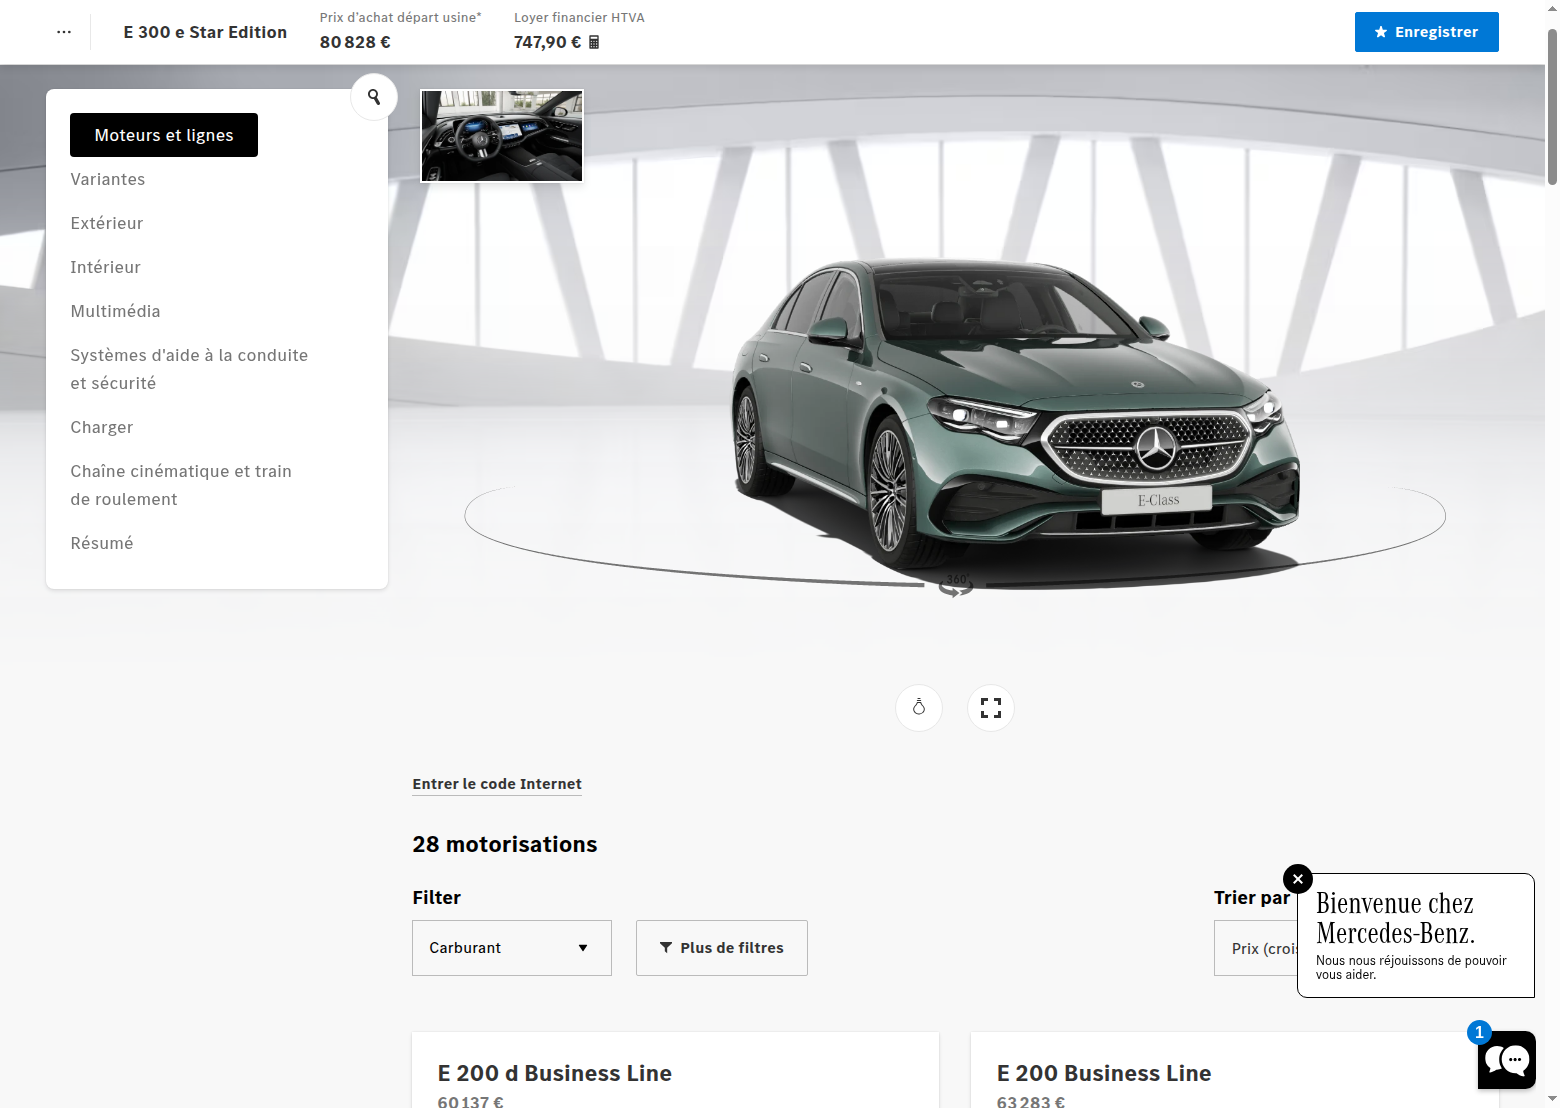 E 300 e Star Edition
Prix d'achat départ usine*
80 828 €
Loyer financier HTVA
747,90 €
Enregistrer
Moteurs et lignes
Variantes
Extérieur
Intérieur
Multimédia
Systèmes d'aide à la conduite
et sécurité
Charger
Chaîne cinématique et train
de roulement
Résumé
E-Class
360°
Entrer le code Internet
28 motorisations
Filter
Trier par
Carburant
Plus de filtres
Prix (crois
Bienvenue chez
Mercedes-Benz.
Nous nous réjouissons de pouvoir
vous aider.
1
E 200 d Business Line
60 137 €
E 200 Business Line
63 283 €